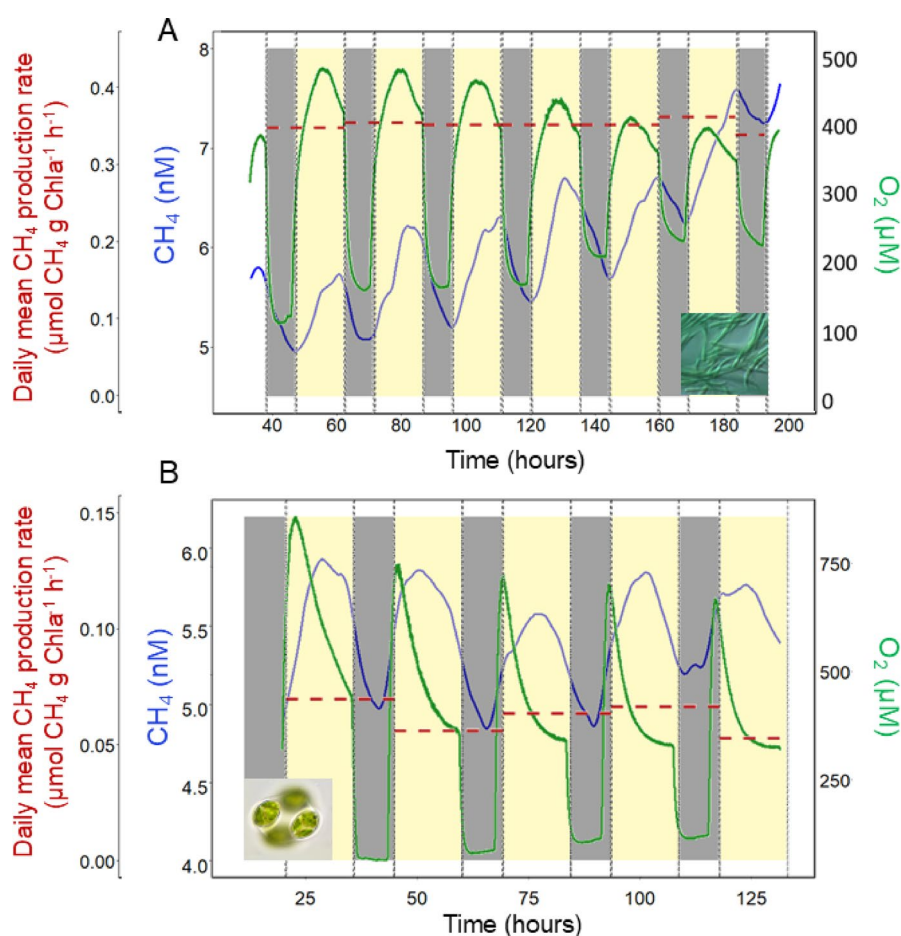 A
Daily mean CH₄ production rate
(µmol CH₄ g Chla⁻¹ h⁻¹)
0.4
0.3
0.2
0.1
0.0
CH₄ (nM)
8
7
6
5
500
400
300
200
100
0
O₂ (µM)
40 60 80 100 120 140 160 180 200
Time (hours)
B
Daily mean CH₄ production rate
(µmol CH₄ g Chla⁻¹ h⁻¹)
0.15
0.10
0.05
0.00
CH₄ (nM)
6.0
5.5
5.0
4.5
4.0
750
500
250
O₂ (µM)
25 50 75 100 125
Time (hours)